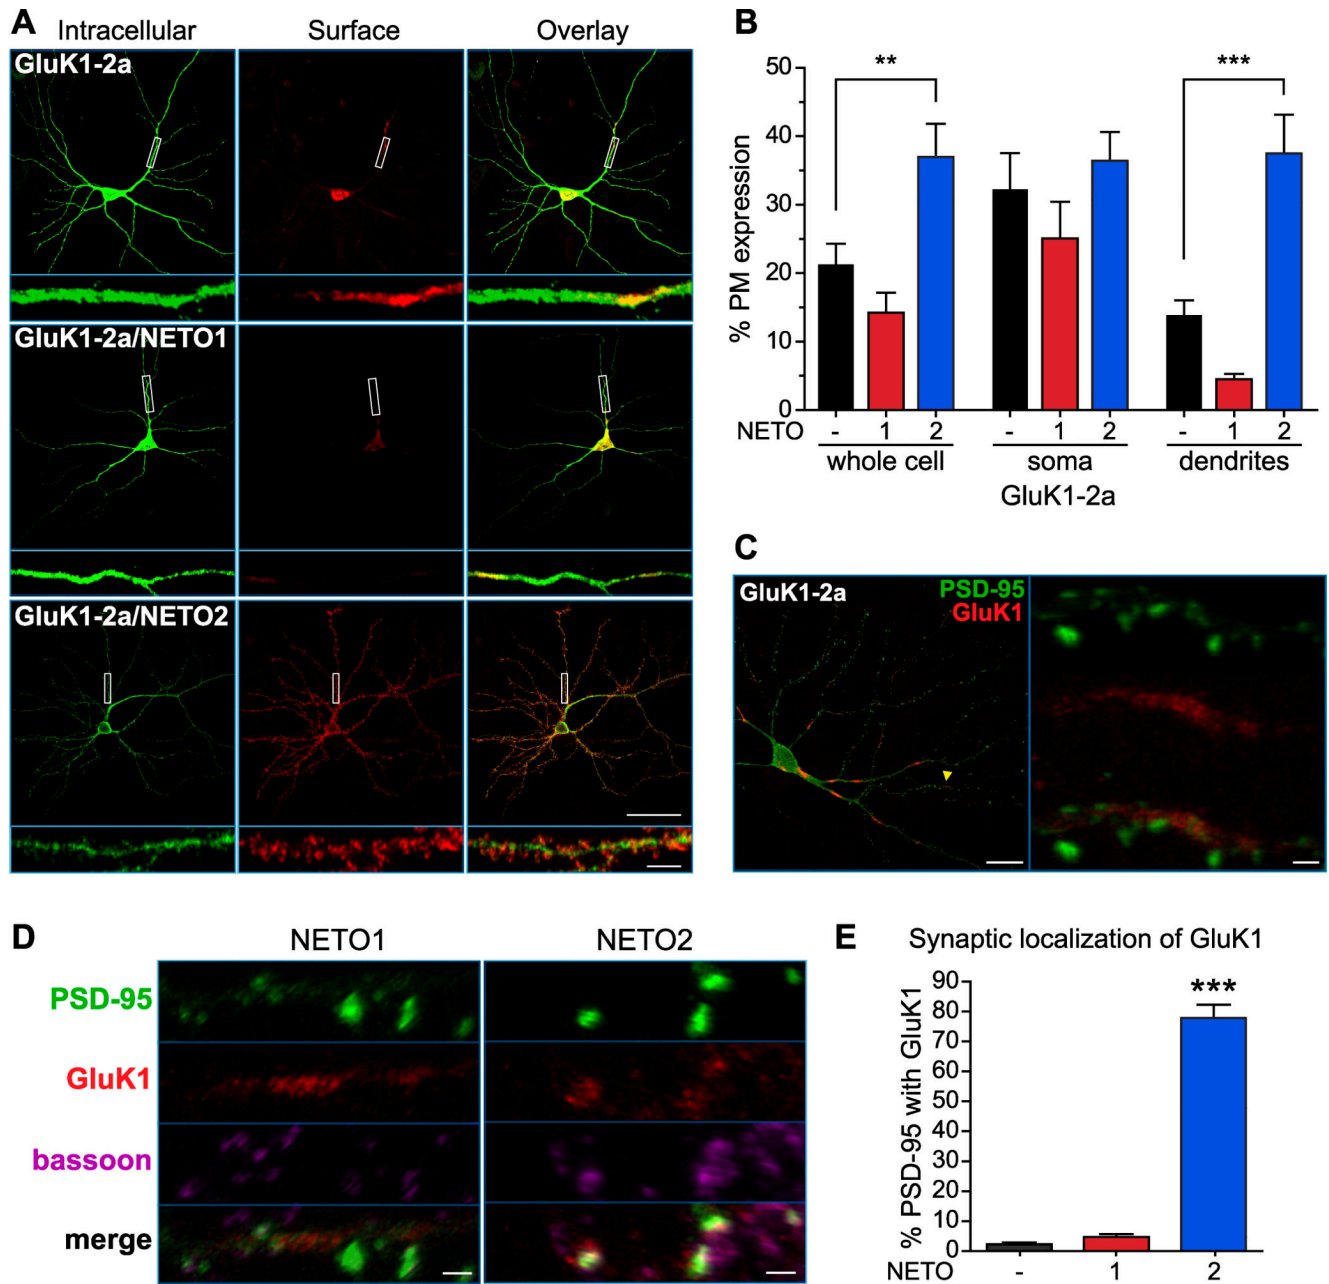 A
Intracellular Surface Overlay
GluK1-2a
GluK1-2a/NETO1
GluK1-2a/NETO2
B
% PM expression
50
40
30
20
10
0
** ***
NETO - 1 2 - 1 2 - 1 2
whole cell soma dendrites
GluK1-2a
C
GluK1-2a PSD-95
GluK1
D
NETO1 NETO2
PSD-95
GluK1
bassoon
merge
E
Synaptic localization of GluK1
% PSD-95 with GluK1
90
80
70
60
50
40
30
20
10
0
***
NETO - 1 2